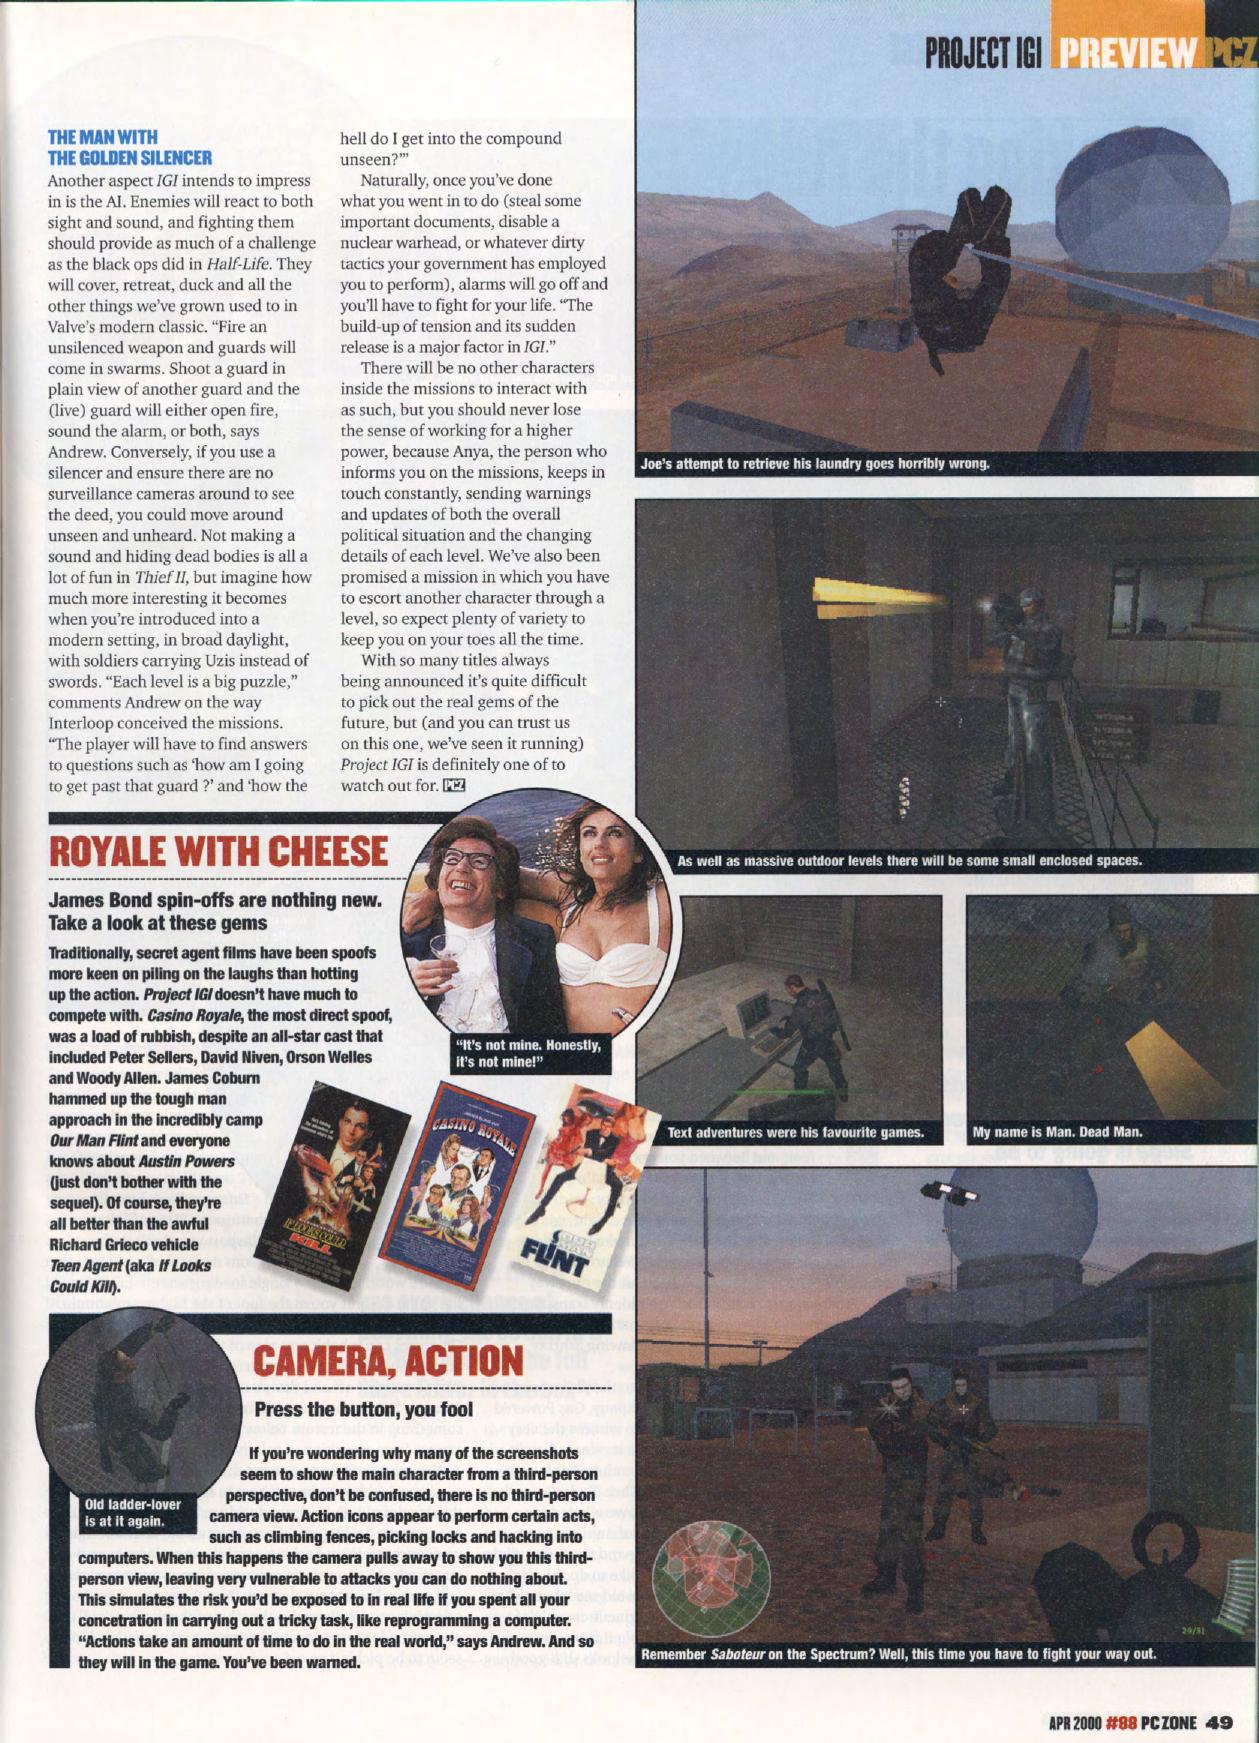 PROJECT IGI PREVIEW PCZ
THE MAN WITH
THE GOLDEN SILENCER
Another aspect IGI intends to impress
in is the AI. Enemies will react to both
sight and sound, and fighting them
should provide as much of a challenge
as the black ops did in Half-Life. They
will cover, retreat, duck and all the
other things we've grown used to in
Valve's modern classic. “Fire an
unsilenced weapon and guards will
come in swarms. Shoot a guard in
plain view of another guard and the
(live) guard will either open fire,
sound the alarm, or both, says
Andrew. Conversely, if you use a
silencer and ensure there are no
surveillance cameras around to see
the deed, you could move around
unseen and unheard. Not making a
sound and hiding dead bodies is all a
lot of fun in Thief II, but imagine how
much more interesting it becomes
when you're introduced into a
modern setting, in broad daylight,
with soldiers carrying Uzis instead of
swords. “Each level is a big puzzle,”
comments Andrew on the way
Interloop conceived the missions.
“The player will have to find answers
to questions such as ‘how am I going
to get past that guard ?’ and ‘how the
hell do I get into the compound
unseen?’”
Naturally, once you've done
what you went in to do (steal some
important documents, disable a
nuclear warhead, or whatever dirty
tactics your government has employed
you to perform), alarms will go off and
you'll have to fight for your life. “The
build-up of tension and its sudden
release is a major factor in IGI.”
There will be no other characters
inside the missions to interact with
as such, but you should never lose
the sense of working for a higher
power, because Anya, the person who
informs you on the missions, keeps in
touch constantly, sending warnings
and updates of both the overall
political situation and the changing
details of each level. We've also been
promised a mission in which you have
to escort another character through a
level, so expect plenty of variety to
keep you on your toes all the time.
With so many titles always
being announced it's quite difficult
to pick out the real gems of the
future, but (and you can trust us
on this one, we've seen it running)
Project IGI is definitely one of to
watch out for. PCZ
Joe's attempt to retrieve his laundry goes horribly wrong.
As well as massive outdoor levels there will be some small enclosed spaces.
Text adventures were his favourite games.
My name is Man. Dead Man.
29/31
Remember Saboteur on the Spectrum? Well, this time you have to fight your way out.
ROYALE WITH CHEESE
James Bond spin-offs are nothing new.
Take a look at these gems
Traditionally, secret agent films have been spoofs
more keen on piling on the laughs than hotting
up the action. Project IGI doesn't have much to
compete with. Casino Royale, the most direct spoof,
was a load of rubbish, despite an all-star cast that
included Peter Sellers, David Niven, Orson Welles
and Woody Allen. James Coburn
hammed up the tough man
approach in the incredibly camp
Our Man Flint and everyone
knows about Austin Powers
(just don't bother with the
sequel). Of course, they're
all better than the awful
Richard Grieco vehicle
Teen Agent (aka If Looks
Could Kill).
“It's not mine. Honestly,
it's not mine!”
IF LOOKS COULD
KILL
CASINO ROYALE
OUR MAN
FLINT
CAMERA, ACTION
Press the button, you fool
If you're wondering why many of the screenshots
seem to show the main character from a third-person
perspective, don't be confused, there is no third-person
camera view. Action icons appear to perform certain acts,
such as climbing fences, picking locks and hacking into
computers. When this happens the camera pulls away to show you this third-
person view, leaving very vulnerable to attacks you can do nothing about.
This simulates the risk you'd be exposed to in real life if you spent all your
concetration in carrying out a tricky task, like reprogramming a computer.
“Actions take an amount of time to do in the real world,” says Andrew. And so
they will in the game. You've been warned.
Old ladder-lover
is at it again.
APR 2000 #88 PC ZONE 49